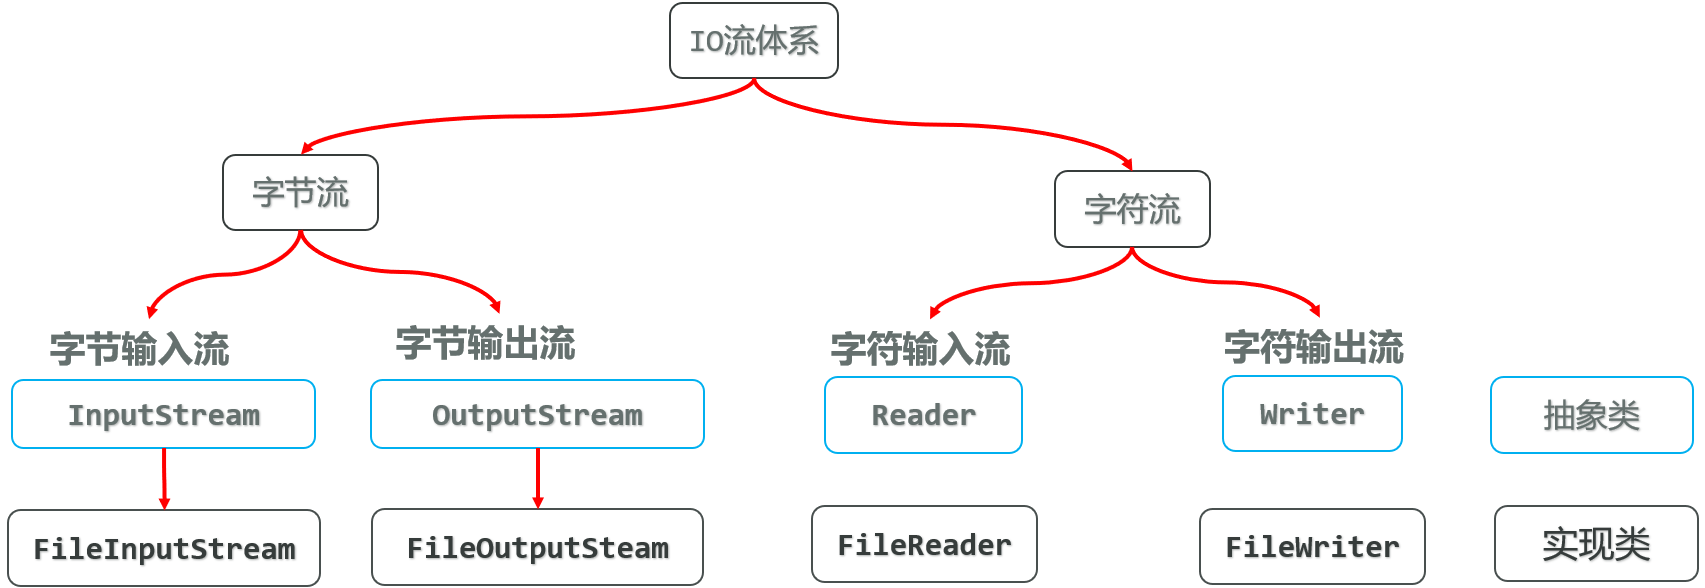 IO流体系
字节流
字符流
字节输入流
字节输出流
字符输入流
字符输出流
InputStream
OutputStream
Reader
Writer
抽象类
FileInputStream
FileOutputSteam
FileReader
FileWriter
实现类